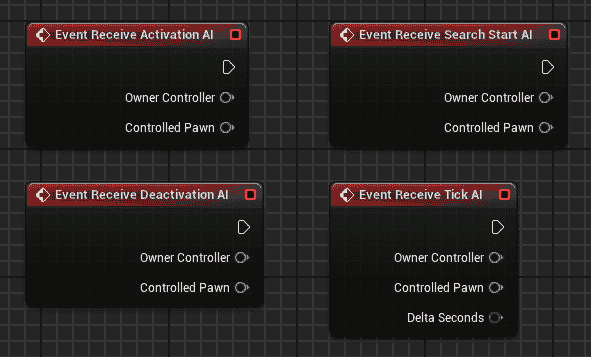 Event Receive Activation AI
Owner Controller
Controlled Pawn
Event Receive Search Start AI
Owner Controller
Controlled Pawn
Event Receive Deactivation AI
Owner Controller
Controlled Pawn
Event Receive Tick AI
Owner Controller
Controlled Pawn
Delta Seconds